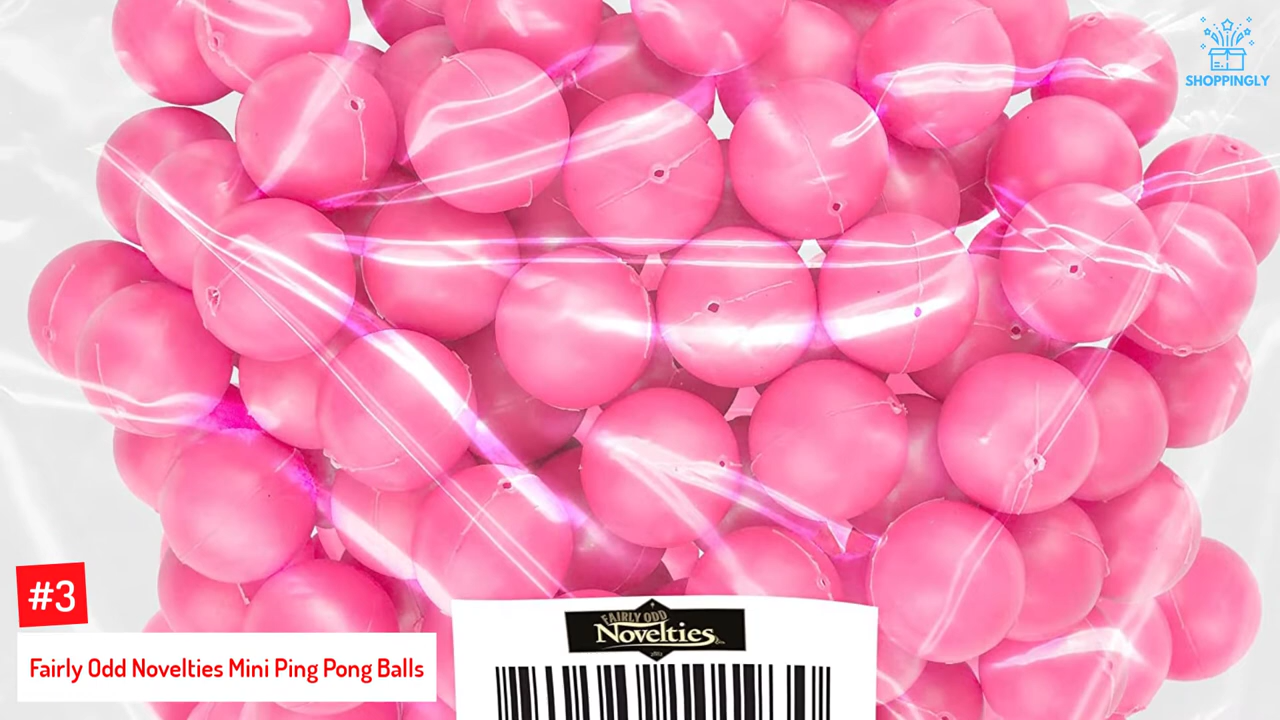 SHOPPINGLY
FAIRLY ODD
Novelties
#3
Fairly Odd Novelties Mini Ping Pong Balls